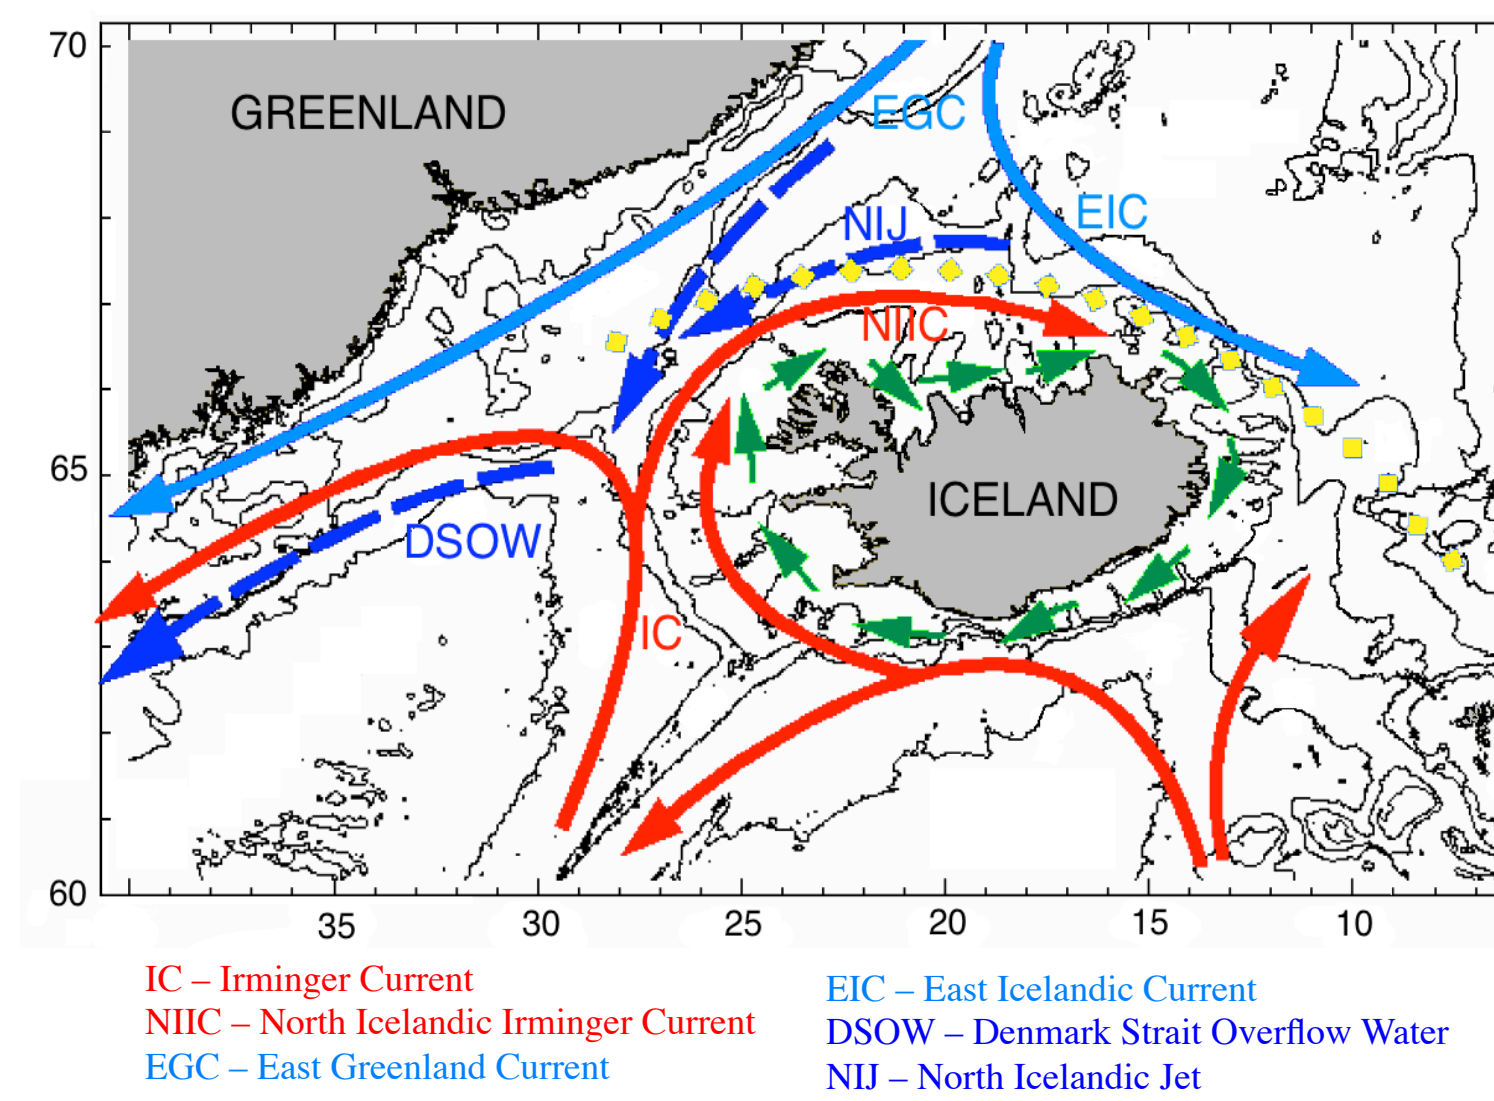 70
GREENLAND
EGC
EIC
NIJ
NIIC
65
ICELAND
DSOW
IC
60
35
30
25
20
15
10
IC – Irminger Current
NIIC – North Icelandic Irminger Current
EGC – East Greenland Current
EIC – East Icelandic Current
DSOW – Denmark Strait Overflow Water
NIJ – North Icelandic Jet